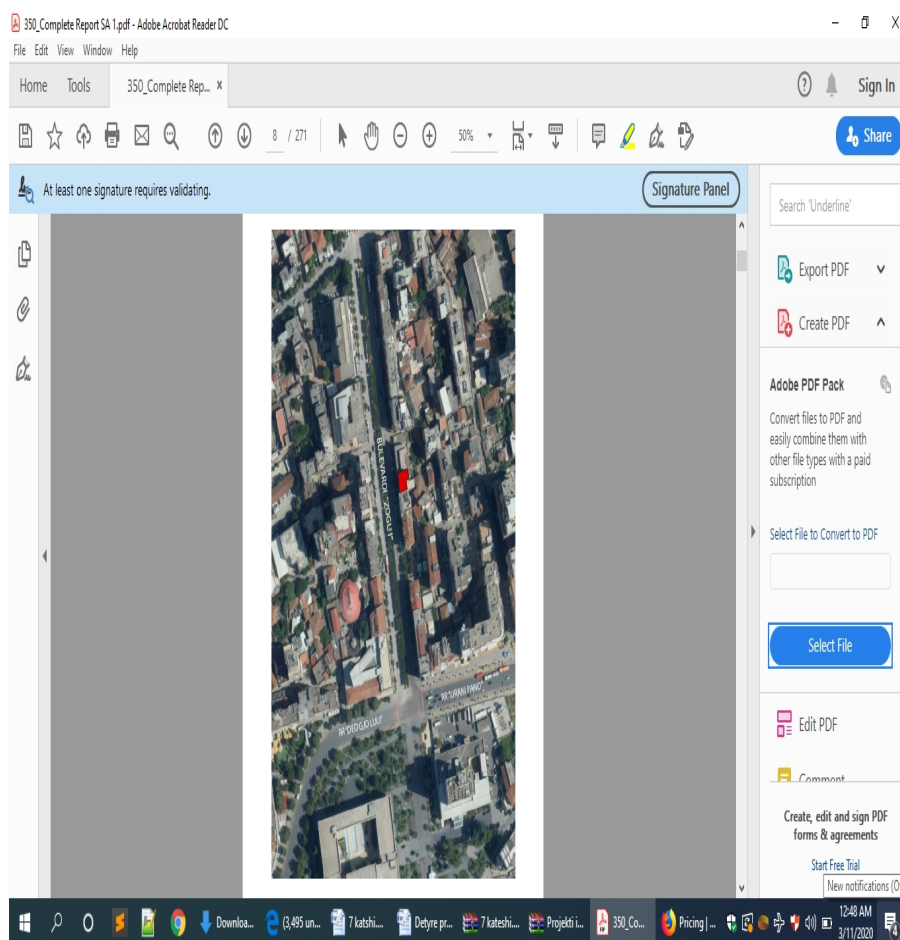 350_Complete Report SA 1.pdf - Adobe Acrobat Reader DC
File Edit View Window Help
Home Tools 350_Complete Rep... × Sign In
8 / 271 50% Share
At least one signature requires validating. Signature Panel
Search 'Underline'
Export PDF
Create PDF
Adobe PDF Pack
Convert files to PDF and
easily combine them with
other file types with a paid
subscription
Select File to Convert to PDF
Select File
Edit PDF
Comment
Create, edit and sign PDF
forms & agreements
Start Free Trial
New notifications (O
BULEVARDI "ZOGU I"
RR "URANI PANO"
RR "DED GJO LULI"
Downloa... (3,495 un... 7 katshi.... Detyre pr... 7 kateshi.... Projekti i... 350_Co... Pricing |... 12:48 AM
3/11/2020